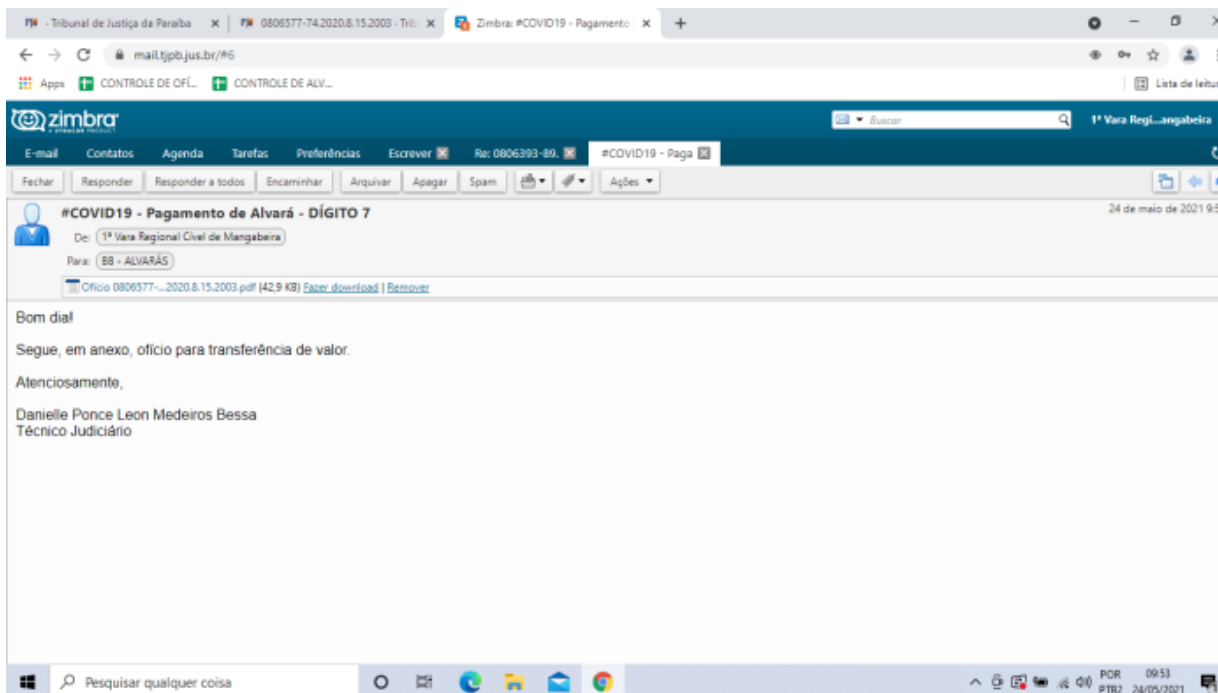 PJe - Tribunal de Justiça da Paraíba
0806577-74.2020.8.15.2003 - Trib
Zimbra: #COVID19 - Pagamento
mail.tjpb.jus.br/#6
Apps CONTROLE DE OFÍ... CONTROLE DE ALV...
Lista de leitur
zimbra
Buscar
1ª Vara Regi...angabeira
E-mail Contatos Agenda Tarefas Preferências Escrever Re: 0806393-89. #COVID19 - Paga
Fechar Responder Responder a todos Encaminhar Arquivar Apagar Spam Ações
#COVID19 - Pagamento de Alvará - DÍGITO 7
24 de maio de 2021 9:5
De: 1ª Vara Regional Cível de Mangabeira
Para: BB - ALVARÁS
Ofício 0806577-...2020.8.15.2003.pdf (42,9 KB) Fazer download | Remover
Bom dia!
Segue, em anexo, ofício para transferência de valor.
Atenciosamente,
Danielle Ponce Leon Medeiros Bessa
Técnico Judiciário
Pesquisar qualquer coisa
POR 09:53
PTB2 24/05/2021